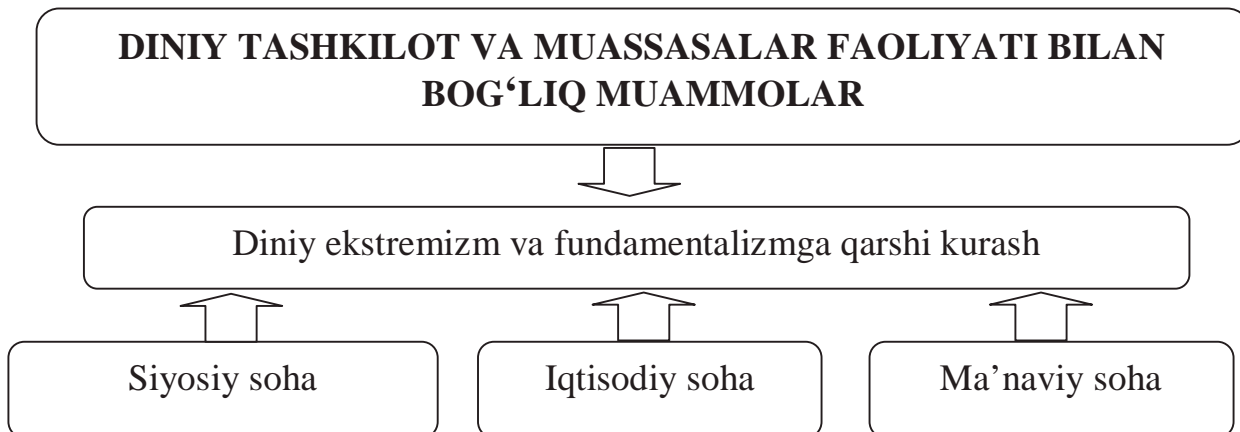 DINIY TASHKILOT VA MUASSASALAR FAOLIYATI BILAN
BOG‘LIQ MUAMMOLAR
Diniy ekstremizm va fundamentalizmga qarshi kurash
Siyosiy soha
Iqtisodiy soha
Ma’naviy soha